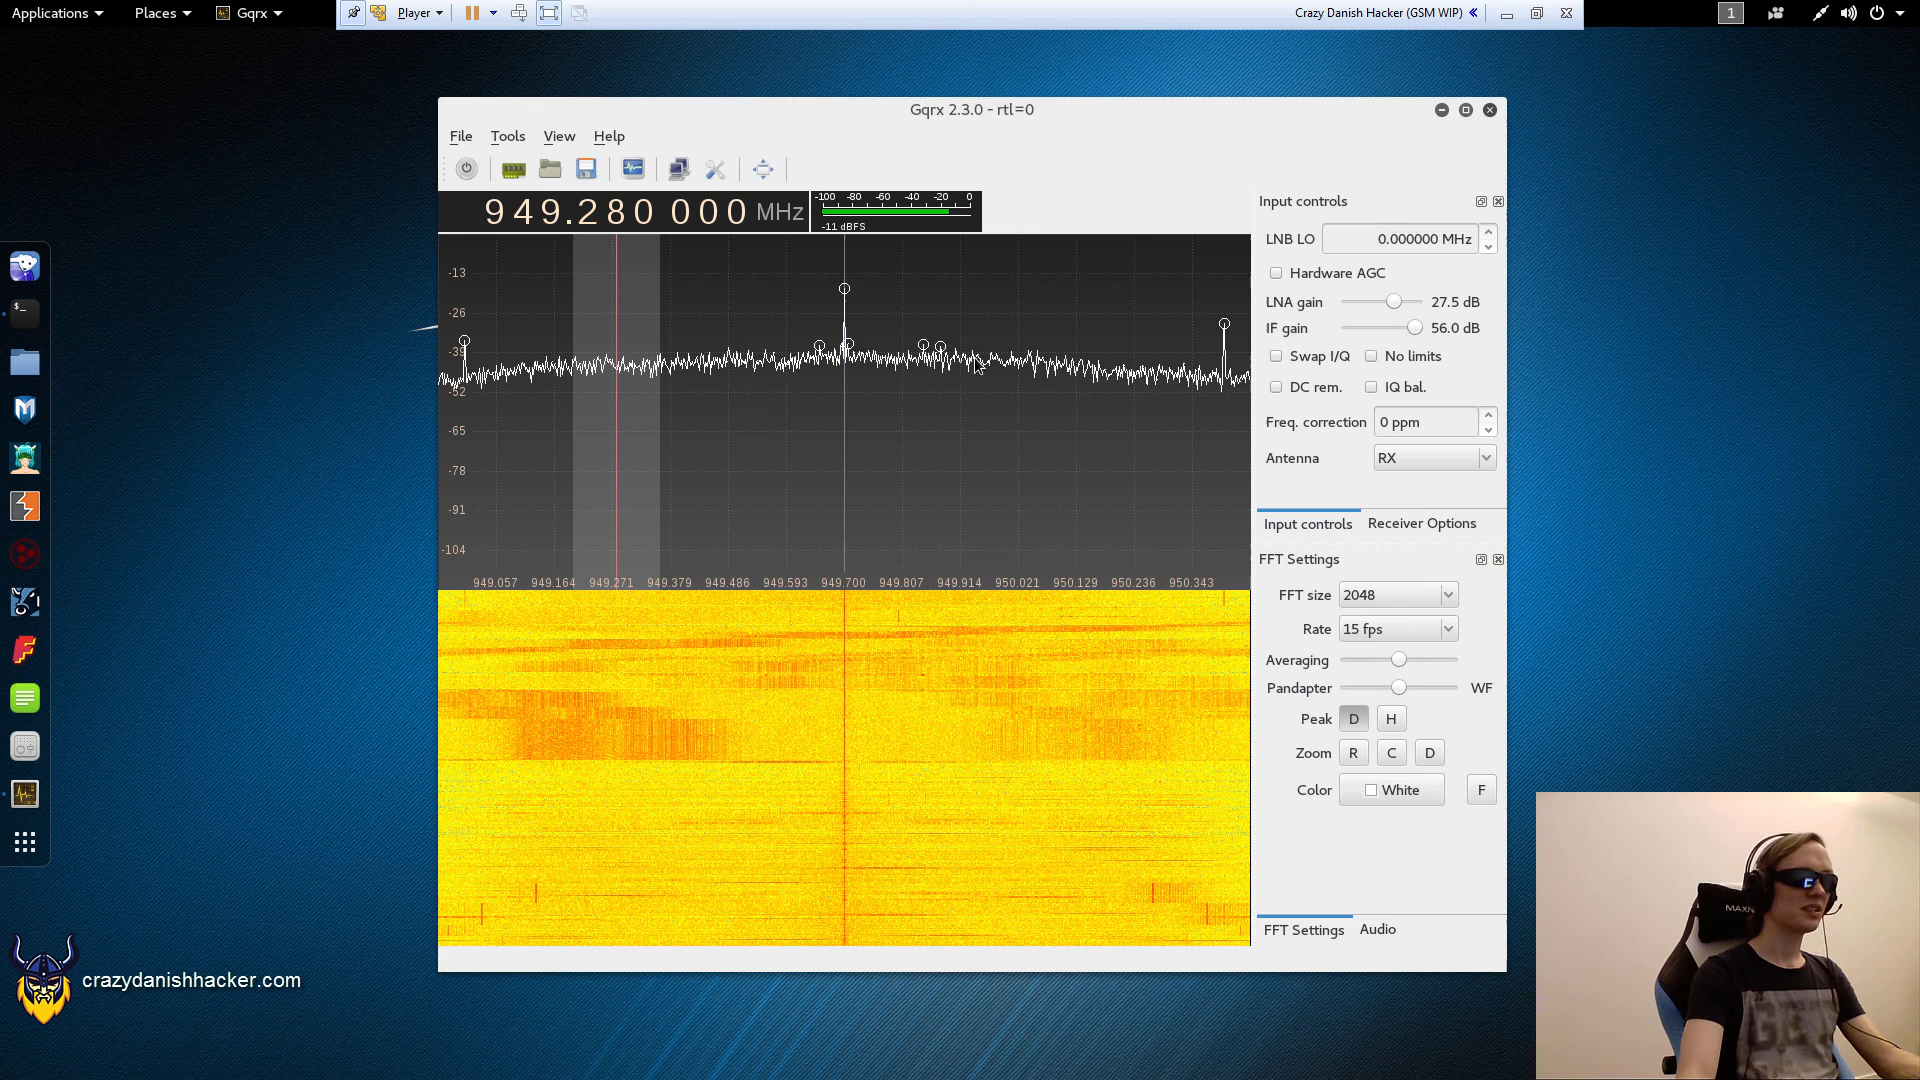 Applications Places Gqrx Player Crazy Danish Hacker (GSM WIP) 1
Gqrx 2.3.0 - rtl=0
File Tools View Help
949.280 000 MHz
-100 -80 -60 -40 -20 0
-11 dBFS
-13
-26
-39
-52
-65
-78
-91
-104
949.057 949.164 949.271 949.379 949.486 949.593 949.700 949.807 949.914 950.021 950.129 950.236 950.343
Input controls
LNB LO 0.000000 MHz
Hardware AGC
LNA gain 27.5 dB
IF gain 56.0 dB
Swap I/Q No limits
DC rem. IQ bal.
Freq. correction 0 ppm
Antenna RX
Input controls Receiver Options
FFT Settings
FFT size 2048
Rate 15 fps
Averaging
Pandapter WF
Peak D H
Zoom R C D
Color White F
FFT Settings Audio
crazydanishhacker.com
MAXN